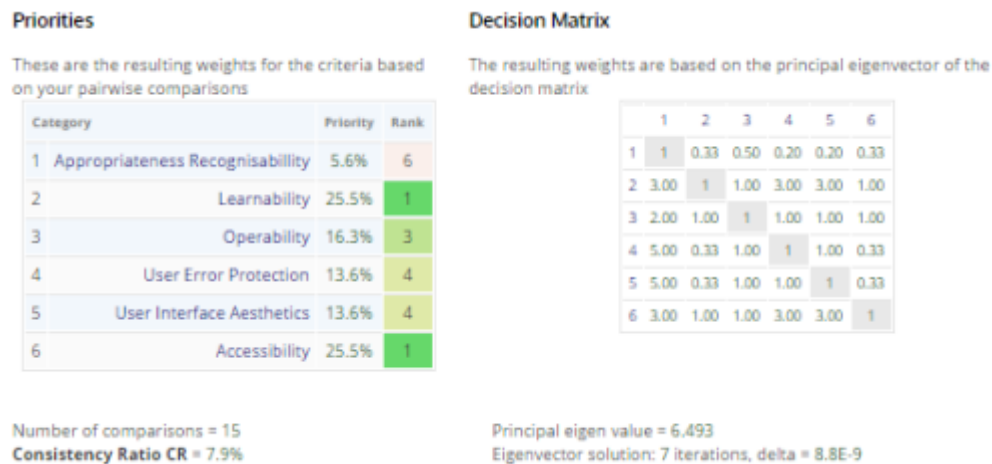 Priorities
These are the resulting weights for the criteria based
on your pairwise comparisons
Category Priority Rank
1 Appropriateness Recognisabillity 5.6% 6
2 Learnability 25.5% 1
3 Operability 16.3% 3
4 User Error Protection 13.6% 4
5 User Interface Aesthetics 13.6% 4
6 Accessibility 25.5% 1
Number of comparisons = 15
Consistency Ratio CR = 7.9%
Decision Matrix
The resulting weights are based on the principal eigenvector of the
decision matrix
1 2 3 4 5 6
1 1 0.33 0.50 0.20 0.20 0.33
2 3.00 1 1.00 3.00 3.00 1.00
3 2.00 1.00 1 1.00 1.00 1.00
4 5.00 0.33 1.00 1 1.00 0.33
5 5.00 0.33 1.00 1.00 1 0.33
6 3.00 1.00 1.00 3.00 3.00 1
Principal eigen value = 6.493
Eigenvector solution: 7 iterations, delta = 8.8E-9